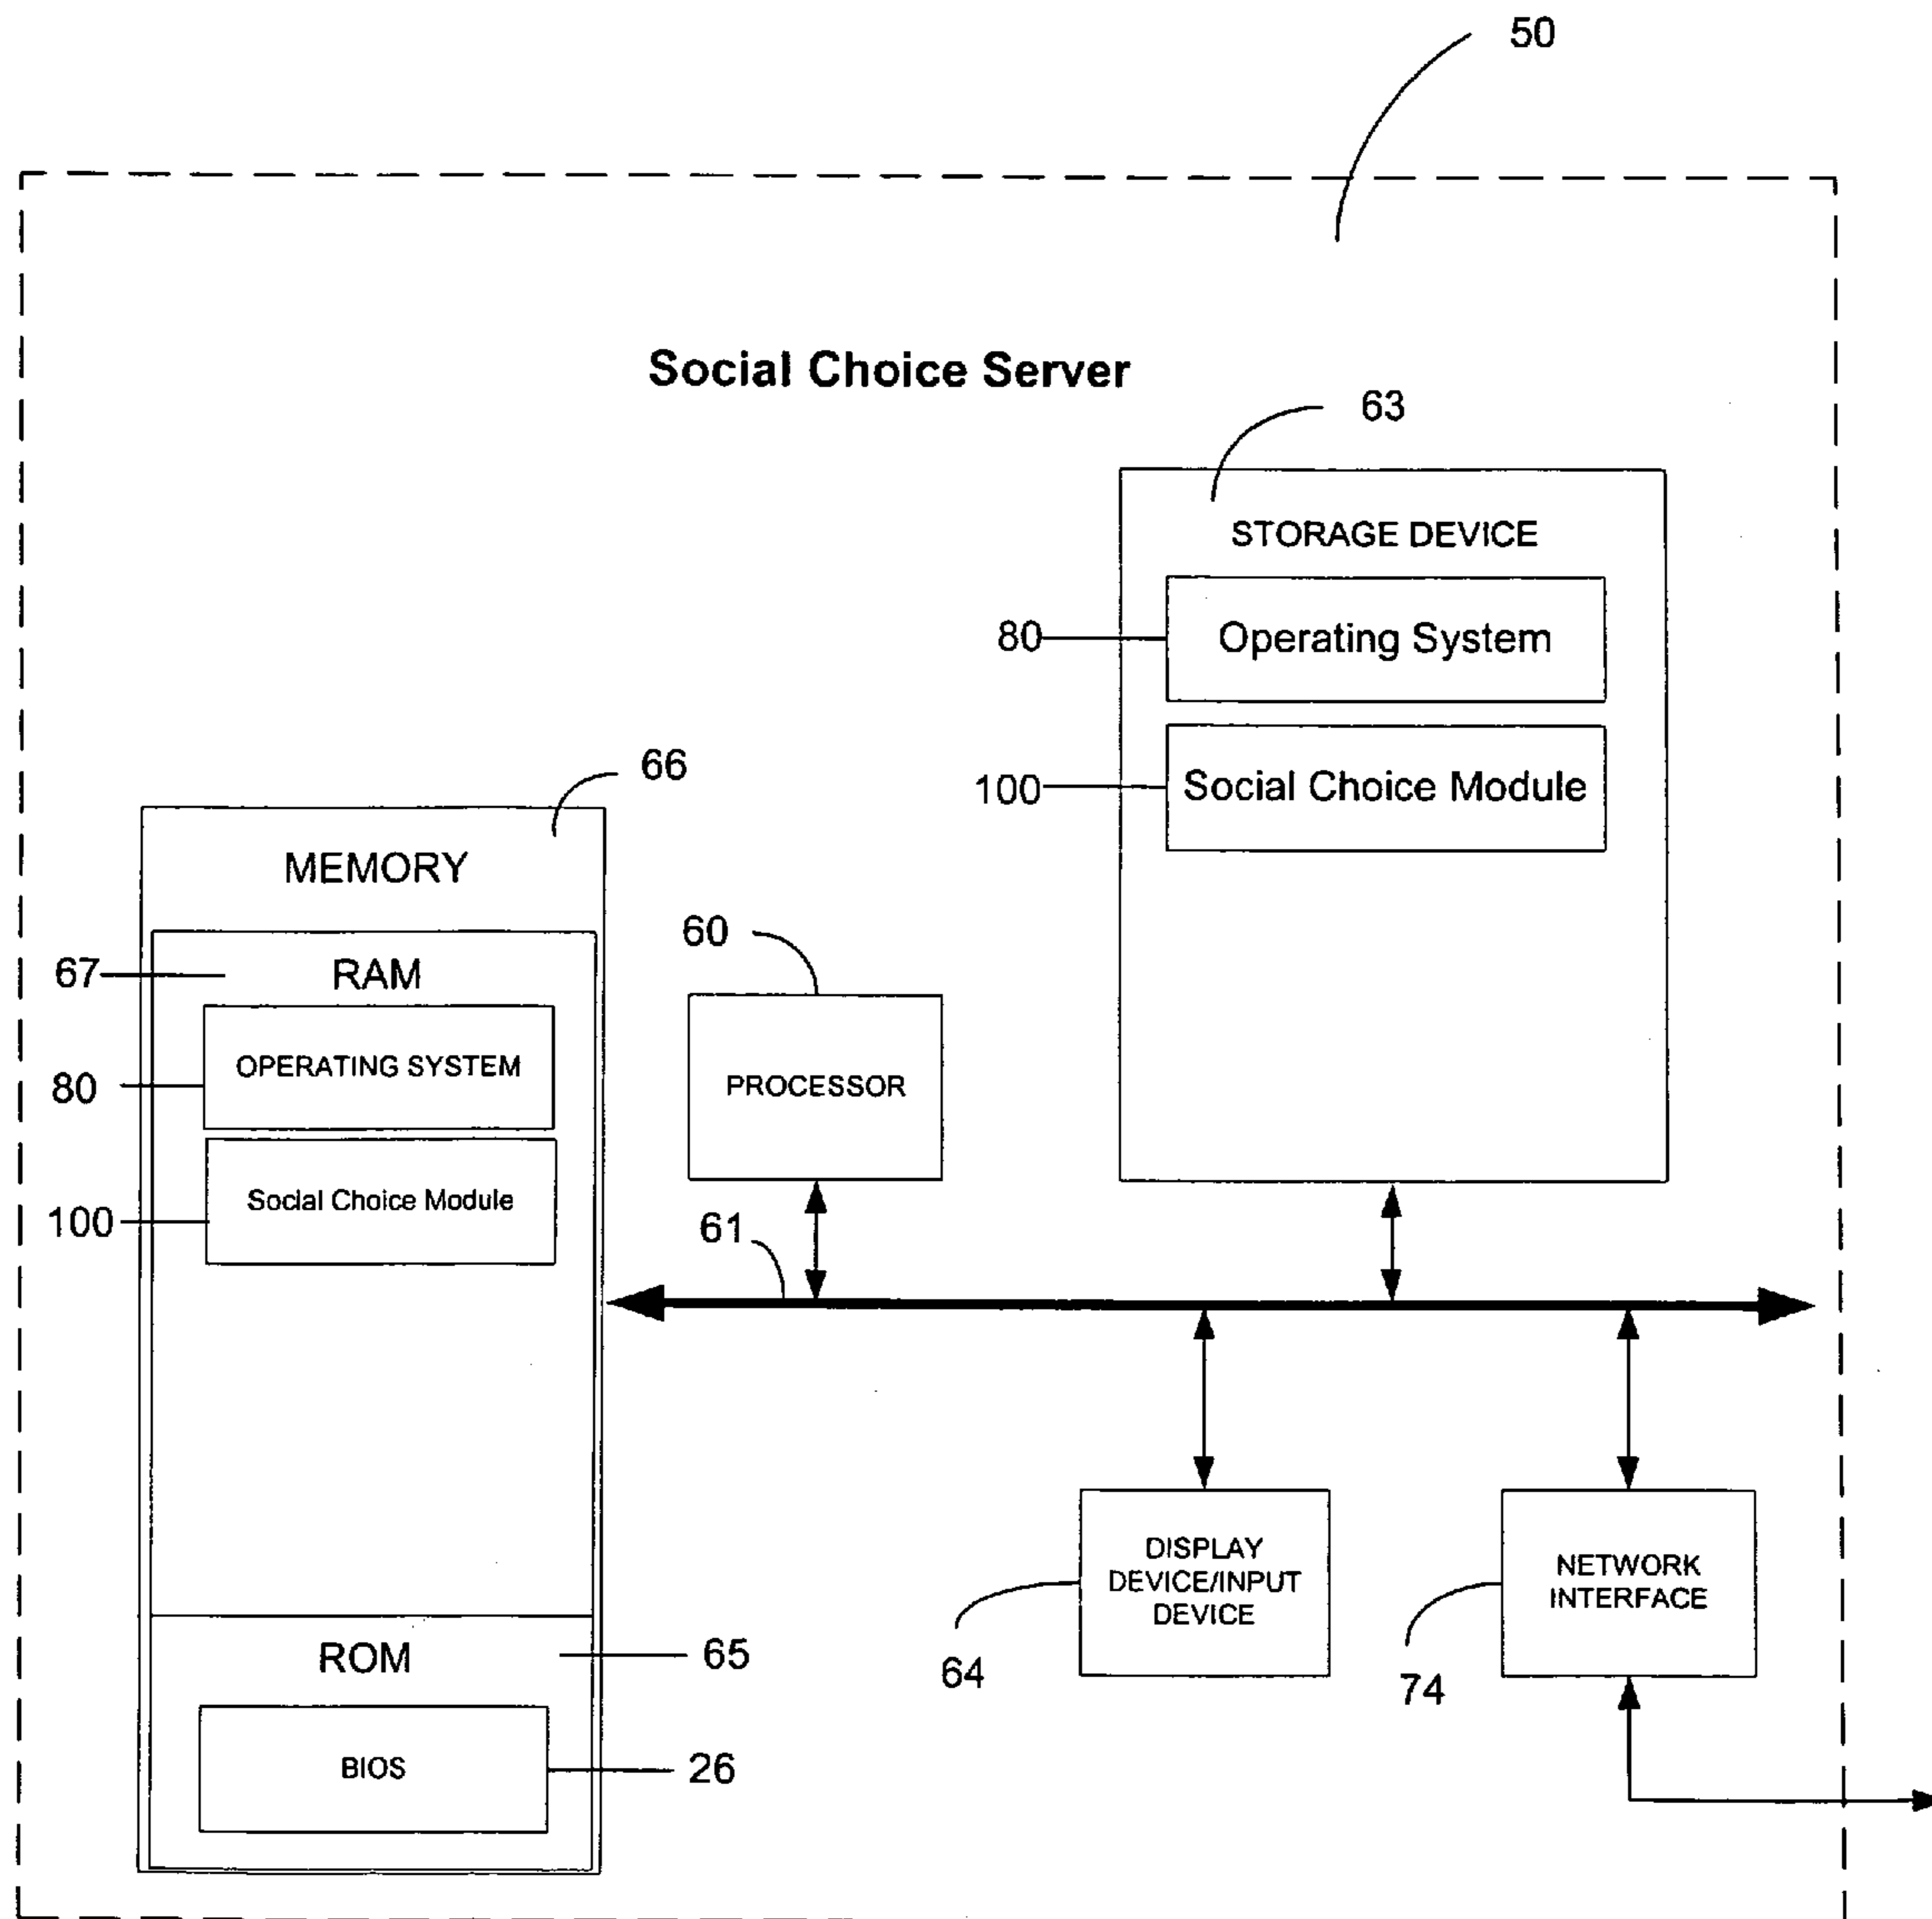 50
Social Choice Server
63
STORAGE DEVICE
80
Operating System
100
Social Choice Module
66
MEMORY
67
RAM
80
OPERATING SYSTEM
100
Social Choice Module
60
PROCESSOR
61
DISPLAY
DEVICE/INPUT
DEVICE
64
NETWORK
INTERFACE
74
ROM
65
BIOS
26